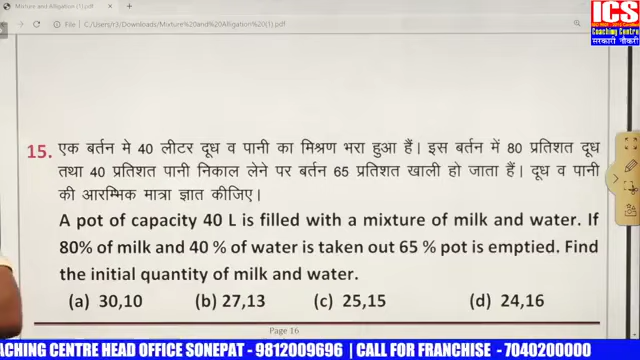 Mixture and Alligation (1).pdf
File | C:/Users/r3/Downloads/Mixture%20and%20Alligation%20(1).pdf
ICS
Coaching Centre
सरकारी नौकरी
15. एक बर्तन मे 40 लीटर दूध व पानी का मिश्रण भरा हुआ हैं। इस बर्तन में 80 प्रतिशत दूध
तथा 40 प्रतिशत पानी निकाल लेने पर बर्तन 65 प्रतिशत खाली हो जाता हैं। दूध व पानी
की आरम्भिक मात्रा ज्ञात कीजिए।
A pot of capacity 40 L is filled with a mixture of milk and water. If
80% of milk and 40 % of water is taken out 65 % pot is emptied. Find
the initial quantity of milk and water.
(a) 30,10 (b) 27,13 (c) 25,15 (d) 24,16
Page 16
ACHING CENTRE HEAD OFFICE SONEPAT - 9812009696 | CALL FOR FRANCHISE - 7040200000